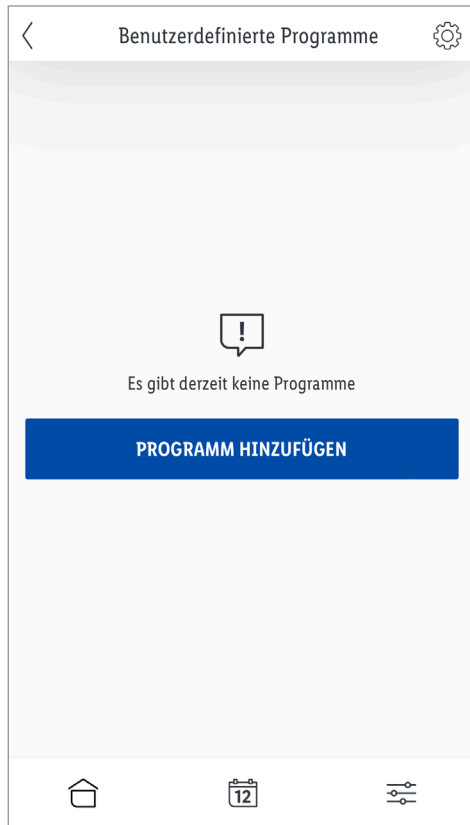 Benutzerdefinierte Programme
!
Es gibt derzeit keine Programme
PROGRAMM HINZUFÜGEN
12